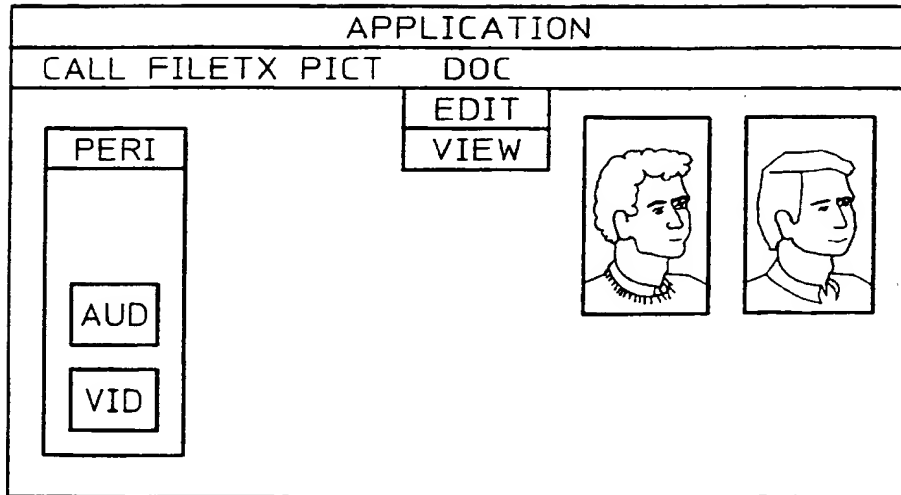 APPLICATION
CALL FILETX PICT DOC
EDIT
VIEW
PERI
AUD
VID